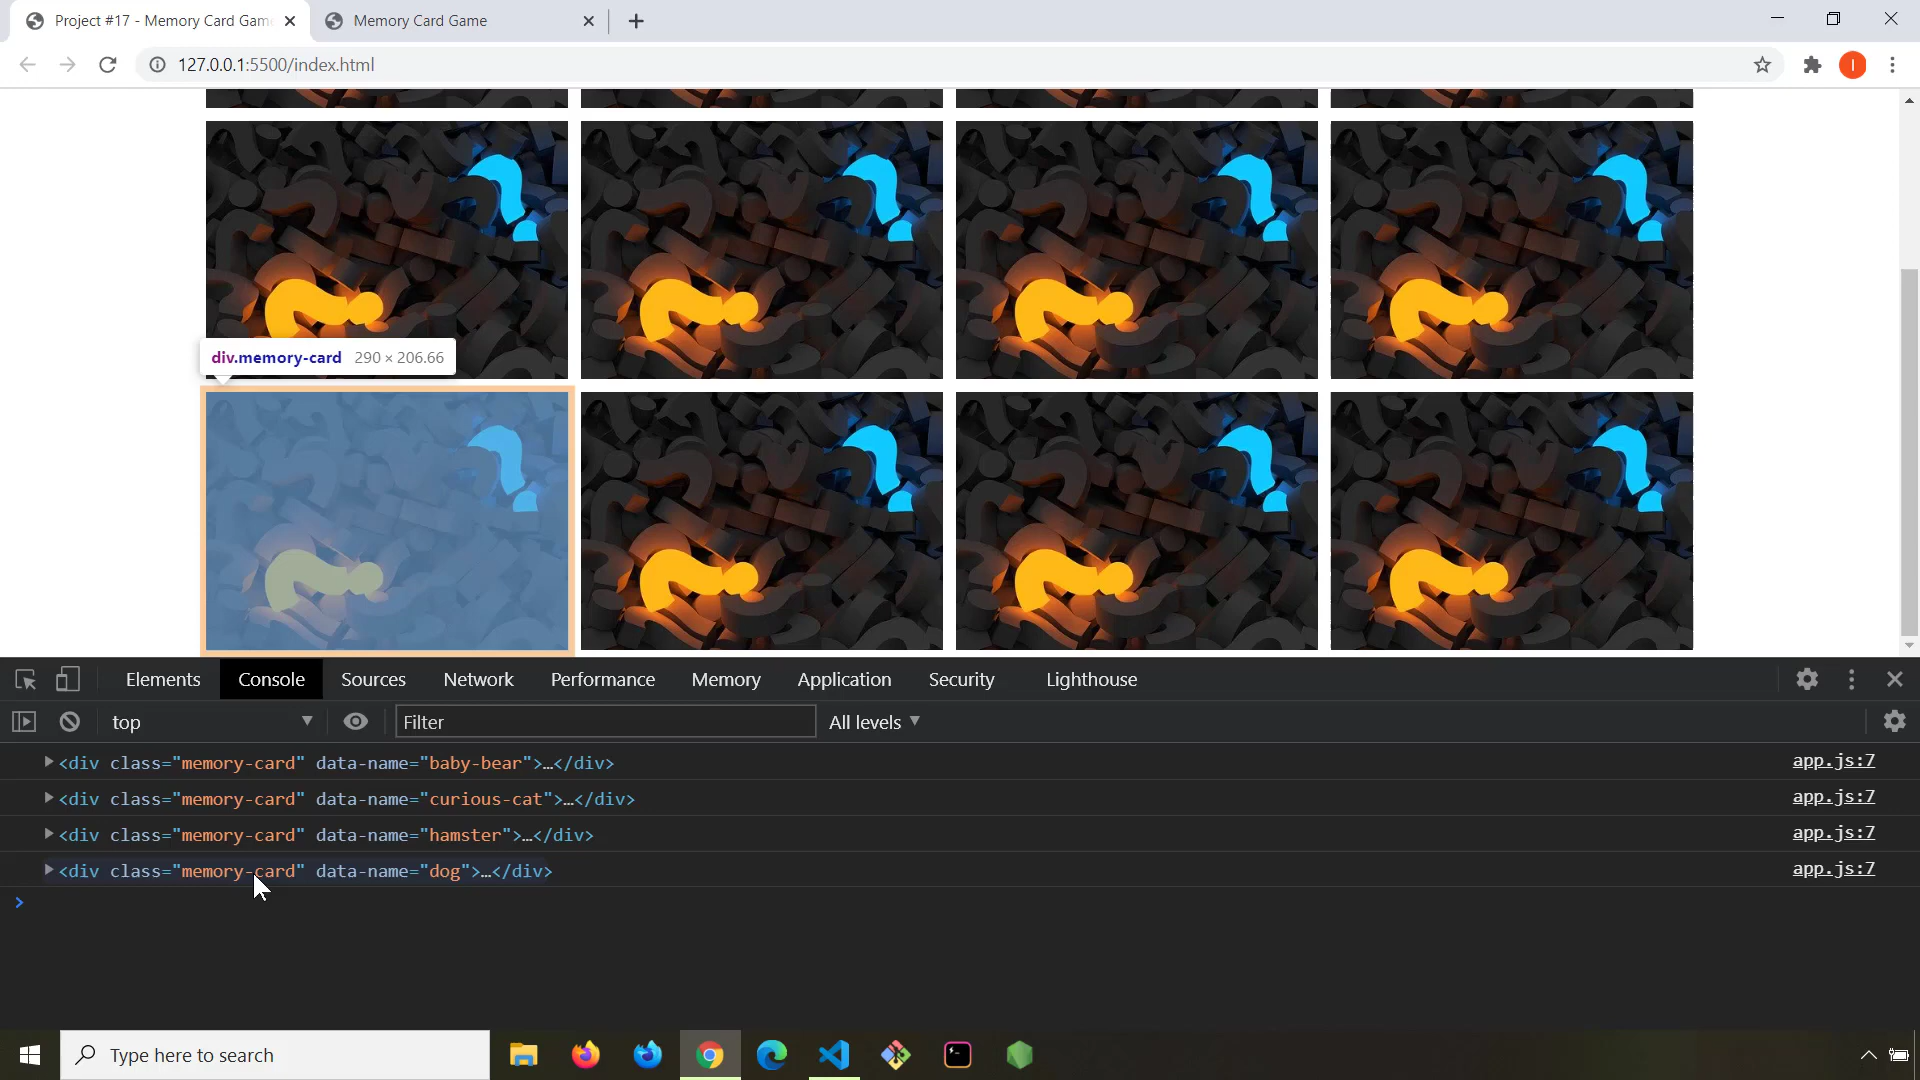 Project #17 - Memory Card Gam
Memory Card Game
127.0.0.1:5500/index.html
I
div.memory-card 290 × 206.66
Elements Console Sources Network Performance Memory Application Security Lighthouse
top Filter All levels
<div class="memory-card" data-name="baby-bear">…</div> app.js:7
<div class="memory-card" data-name="curious-cat">…</div> app.js:7
<div class="memory-card" data-name="hamster">…</div> app.js:7
<div class="memory-card" data-name="dog">…</div> app.js:7
>
Type here to search